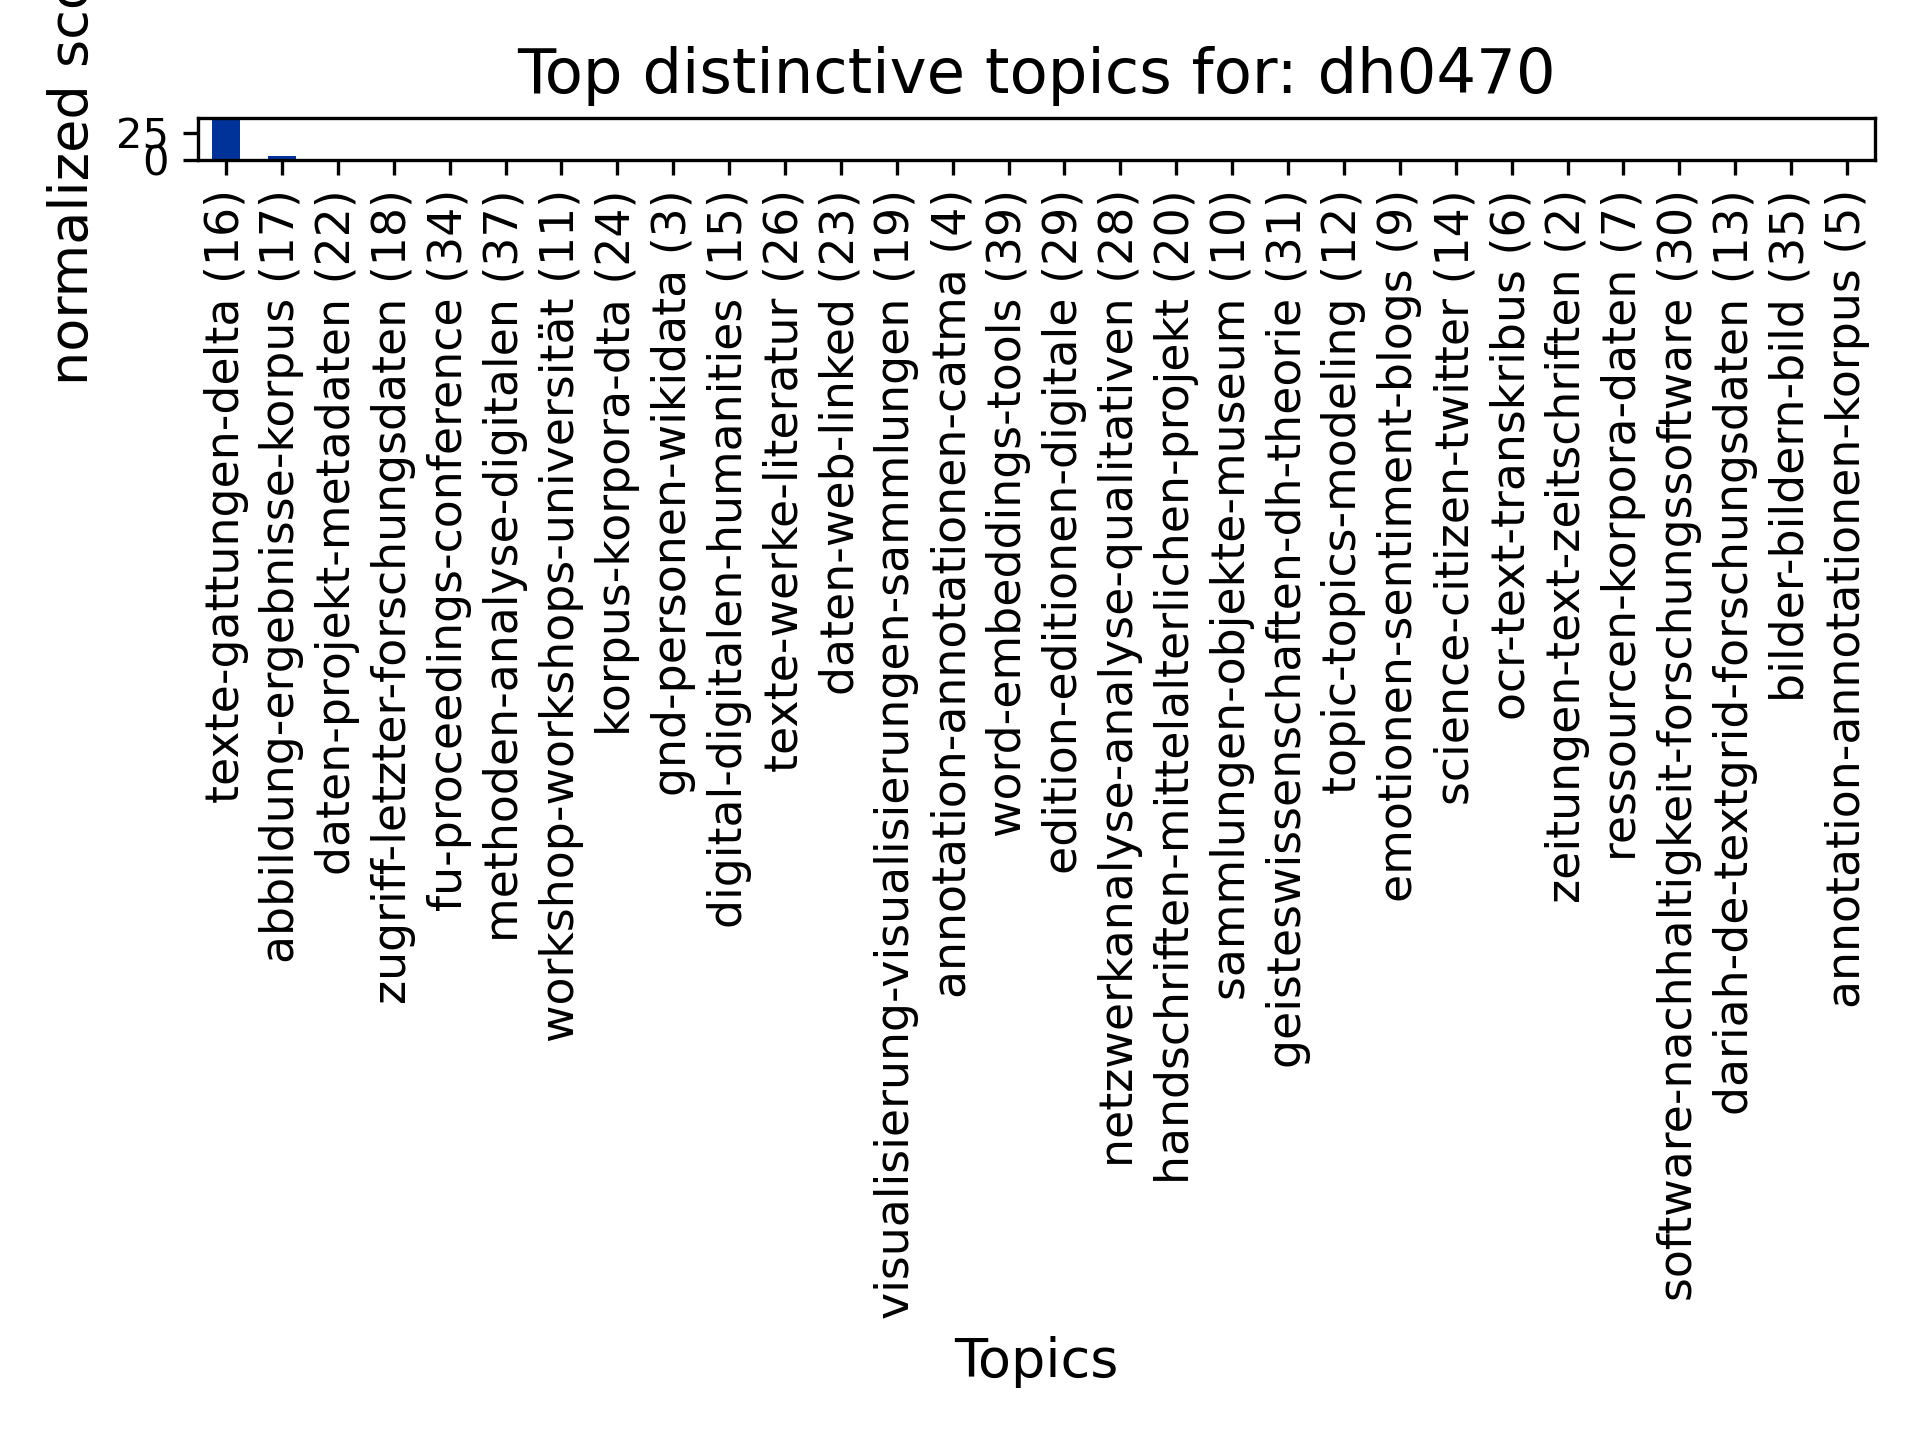 Top distinctive topics for: dh0470
normalized
25
0
texte-gattungen-delta (16)
abbildung-ergebnisse-korpus (17)
daten-projekt-metadaten (22)
zugriff-letzter-forschungsdaten (18)
fu-proceedings-conference (34)
methoden-analyse-digitalen (37)
workshop-workshops-universität (11)
korpus-korpora-dta (24)
gnd-personen-wikidata (3)
digital-digitalen-humanities (15)
texte-werke-literatur (26)
daten-web-linked (23)
visualisierung-visualisierungen-sammlungen (19)
annotation-annotationen-catma (4)
word-embeddings-tools (39)
edition-editionen-digitale (29)
netzwerkanalyse-analyse-qualitativen (28)
handschriften-mittelalterlichen-projekt (20)
sammlungen-objekte-museum (10)
geisteswissenschaften-dh-theorie (31)
topic-topics-modeling (12)
emotionen-sentiment-blogs (9)
science-citizen-twitter (14)
ocr-text-transkribus (6)
zeitungen-text-zeitschriften (2)
ressourcen-korpora-daten (7)
software-nachhaltigkeit-forschungssoftware (30)
dariah-de-textgrid-forschungsdaten (13)
bilder-bildern-bild (35)
annotation-annotationen-korpus (5)
Topics